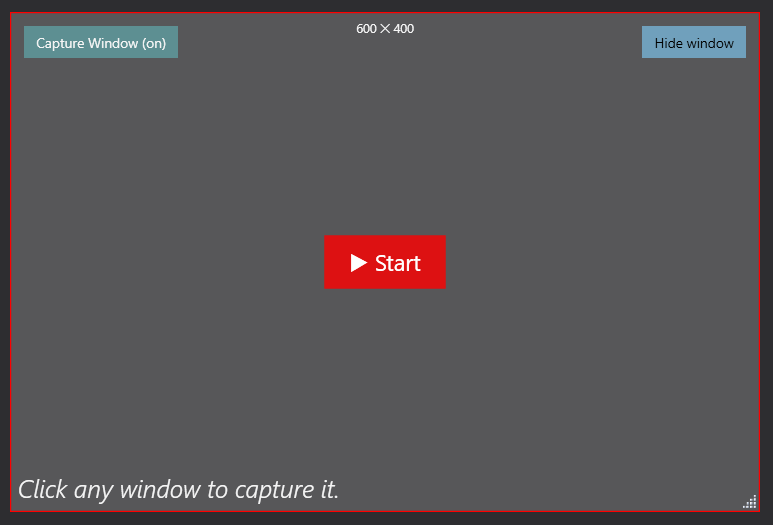 Capture Window (on)
600 × 400
Hide window
Start
Click any window to capture it.